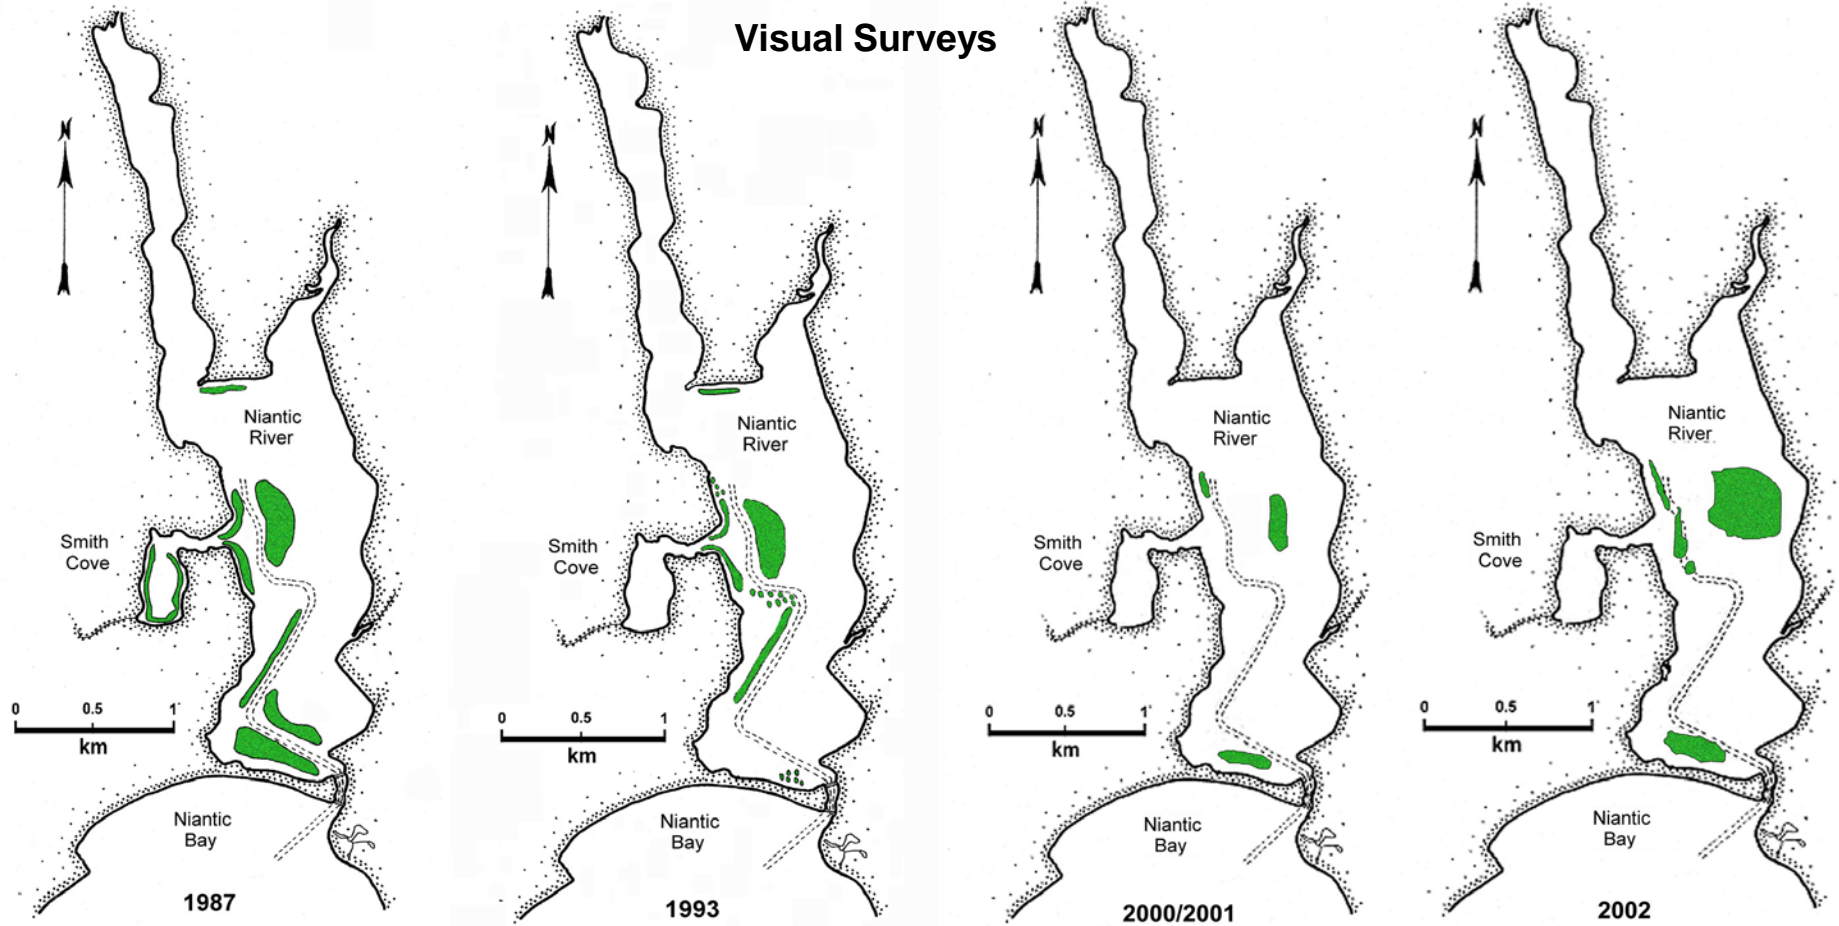 Visual Surveys
N
Niantic
River
Smith
Cove
0 0.5 1
km
Niantic
Bay
1987
N
Niantic
River
Smith
Cove
0 0.5 1
km
Niantic
Bay
1993
N
Niantic
River
Smith
Cove
0 0.5 1
km
Niantic
Bay
2000/2001
N
Niantic
River
Smith
Cove
0 0.5 1
km
Niantic
Bay
2002